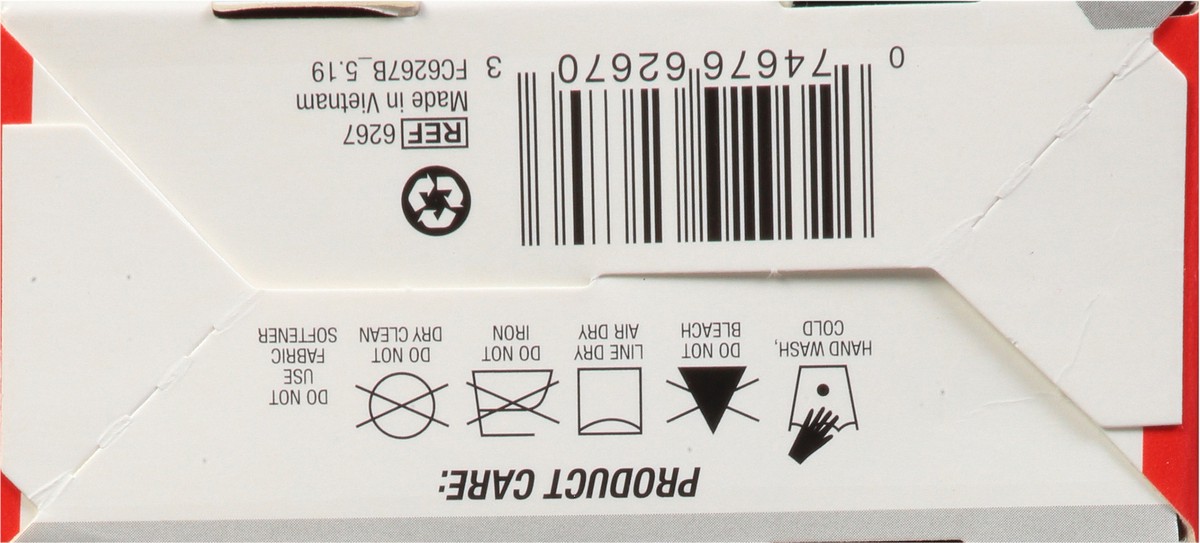 PRODUCT CARE:
HAND WASH,
COLD
DO NOT
BLEACH
LINE DRY
AIR DRY
DO NOT
IRON
DO NOT
DRY CLEAN
DO NOT
USE
FABRIC
SOFTENER
0 74676 62670 3
REF 6267
Made in Vietnam
FC6267B_5.19